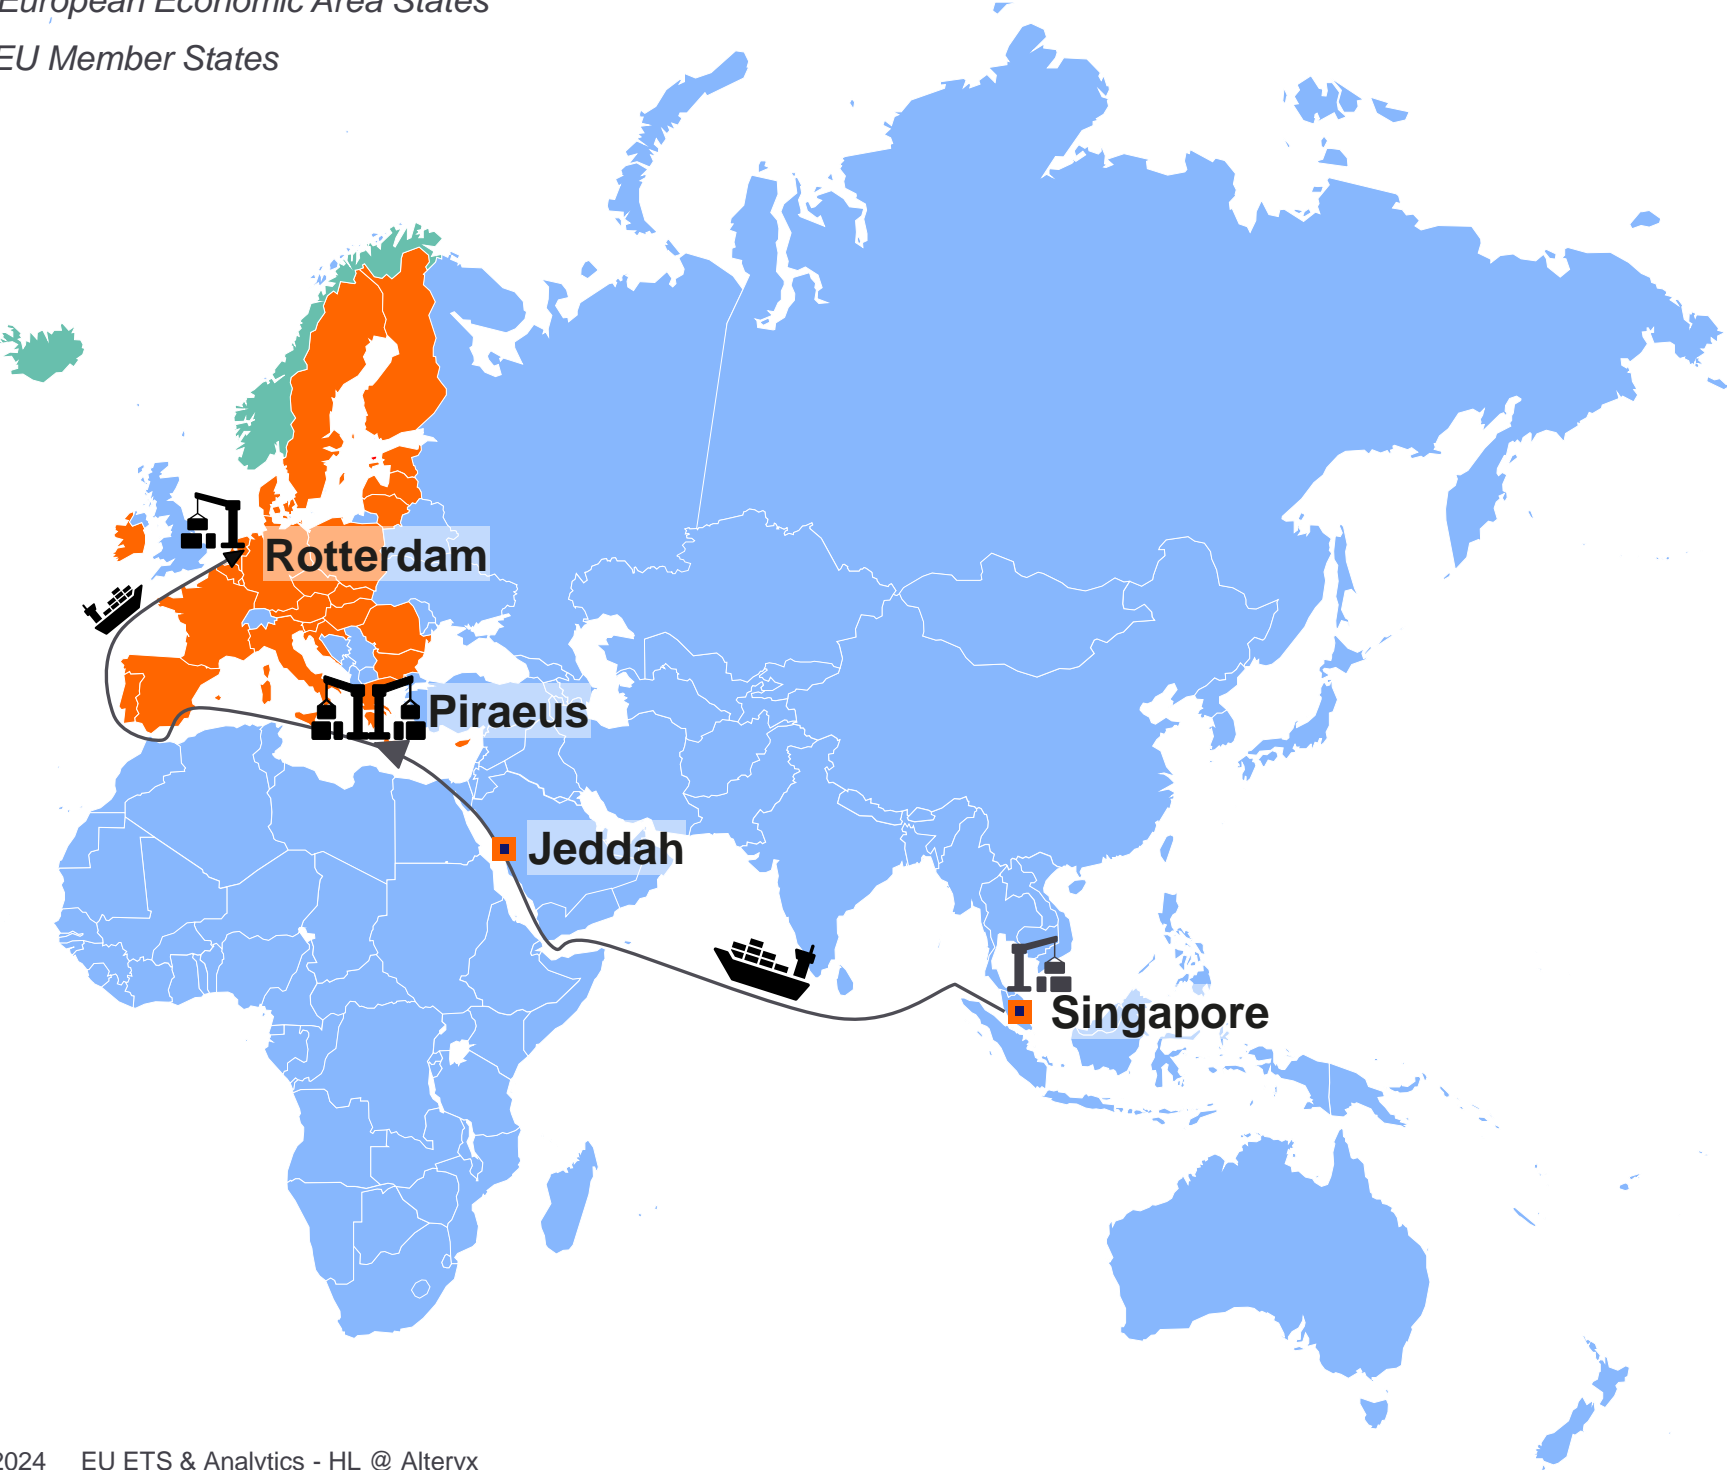 European Economic Area States
EU Member States
Rotterdam
Piraeus
Jeddah
Singapore
2024 EU ETS & Analytics - HL @ Alteryx